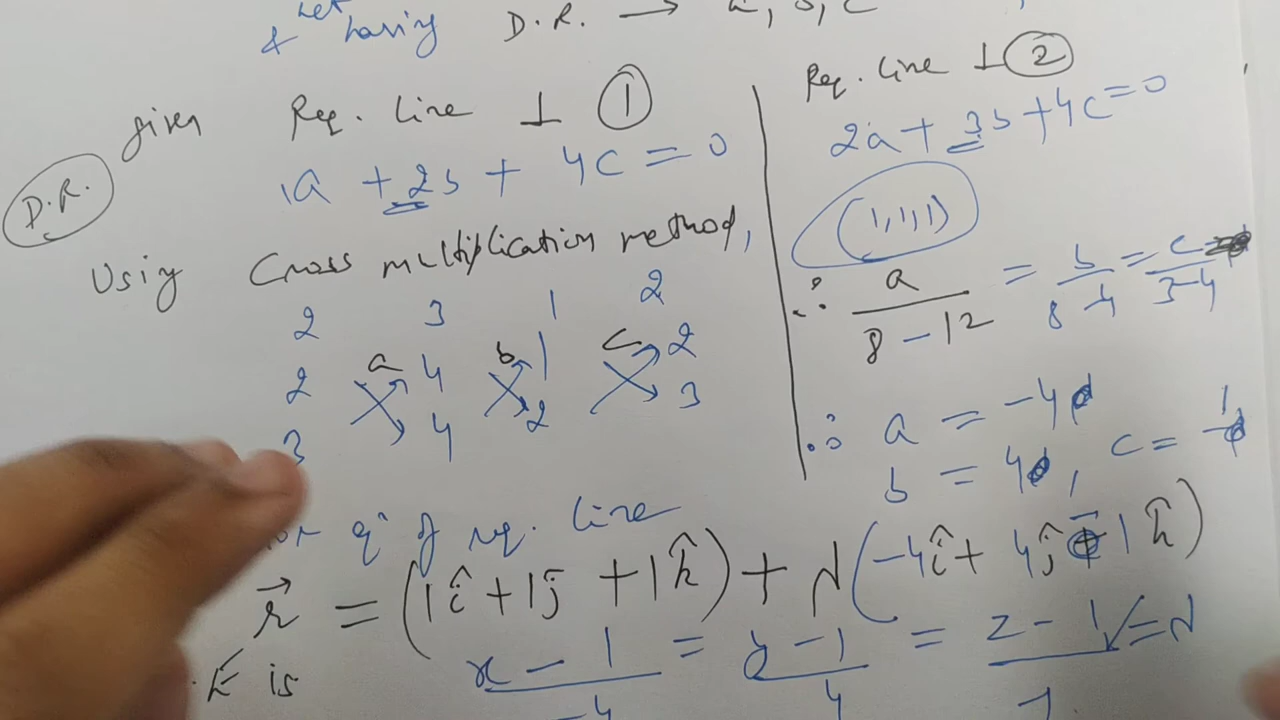 & having D.R. →
given Req. line ⊥ ①
D.R.
1a + 2b + 4c = 0
Using Cross multiplication method,
2 3 1 2
2 a 4 b 1 c 2
3 4 2 3
Req. line ⊥ ②
2a + 3b + 4c = 0
(1,1,1)
∴ a/(8-12) = b/(8-4) = c/(3-4)
∴ a = -4
b = 4, c =
eqn of req. line
r⃗ = (1î + 1ĵ + 1k̂) + λ(-4î + 4ĵ - 1k̂)
is (x-1)/-4 = (y-1)/4 = (z-1)/-1 = λ